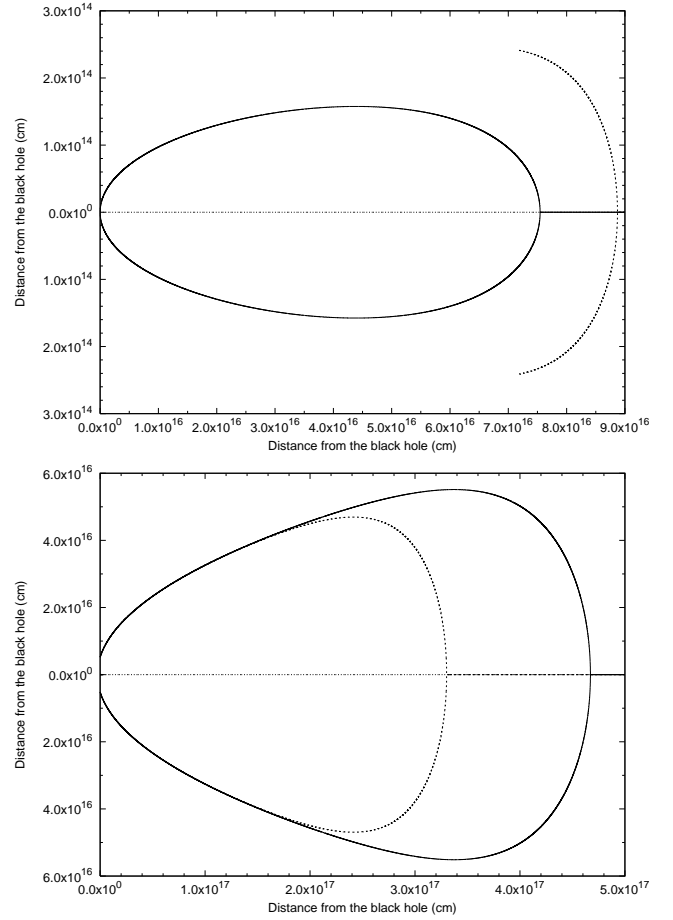 3.0x10^14
2.0x10^14
1.0x10^14
0.0x10^0
1.0x10^14
2.0x10^14
3.0x10^14
Distance from the black hole (cm)
0.0x10^0 1.0x10^16 2.0x10^16 3.0x10^16 4.0x10^16 5.0x10^16 6.0x10^16 7.0x10^16 8.0x10^16 9.0x10^16
Distance from the black hole (cm)
6.0x10^16
4.0x10^16
2.0x10^16
0.0x10^0
2.0x10^16
4.0x10^16
6.0x10^16
Distance from the black hole (cm)
0.0x10^0 1.0x10^17 2.0x10^17 3.0x10^17 4.0x10^17 5.0x10^17
Distance from the black hole (cm)